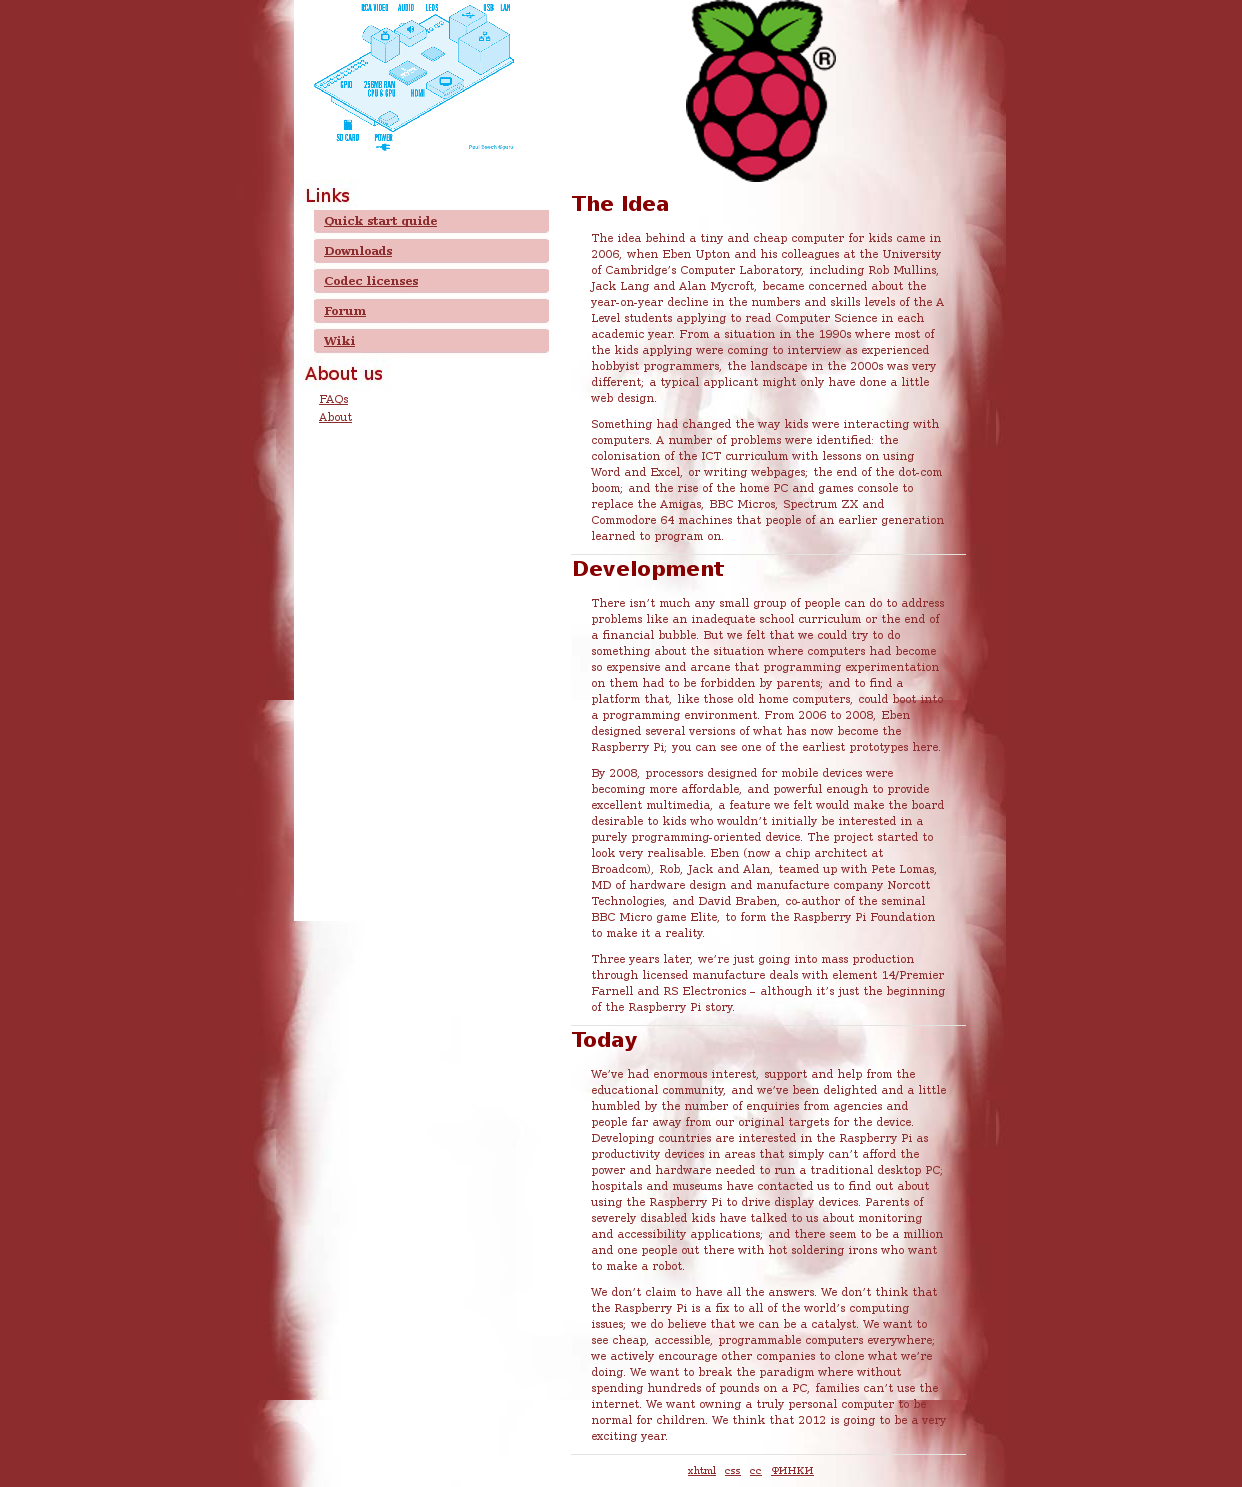 RCA VIDEO AUDIO LEDS USB LAN
GPIO 256MB RAM
CPU & GPU HDMI
SD CARD POWER
®
Links
Quick start guide
Downloads
Codec licenses
Forum
Wiki
About us
FAQs
About
The Idea
The idea behind a tiny and cheap computer for kids came in
2006, when Eben Upton and his colleagues at the University
of Cambridge's Computer Laboratory, including Rob Mullins,
Jack Lang and Alan Mycroft, became concerned about the
year-on-year decline in the numbers and skills levels of the A
Level students applying to read Computer Science in each
academic year. From a situation in the 1990s where most of
the kids applying were coming to interview as experienced
hobbyist programmers, the landscape in the 2000s was very
different; a typical applicant might only have done a little
web design.
Something had changed the way kids were interacting with
computers. A number of problems were identified: the
colonisation of the ICT curriculum with lessons on using
Word and Excel, or writing webpages; the end of the dot-com
boom; and the rise of the home PC and games console to
replace the Amigas, BBC Micros, Spectrum ZX and
Commodore 64 machines that people of an earlier generation
learned to program on.
Development
There isn't much any small group of people can do to address
problems like an inadequate school curriculum or the end of
a financial bubble. But we felt that we could try to do
something about the situation where computers had become
so expensive and arcane that programming experimentation
on them had to be forbidden by parents; and to find a
platform that, like those old home computers, could boot into
a programming environment. From 2006 to 2008, Eben
designed several versions of what has now become the
Raspberry Pi; you can see one of the earliest prototypes here.
By 2008, processors designed for mobile devices were
becoming more affordable, and powerful enough to provide
excellent multimedia, a feature we felt would make the board
desirable to kids who wouldn't initially be interested in a
purely programming-oriented device. The project started to
look very realisable. Eben (now a chip architect at
Broadcom), Rob, Jack and Alan, teamed up with Pete Lomas,
MD of hardware design and manufacture company Norcott
Technologies, and David Braben, co-author of the seminal
BBC Micro game Elite, to form the Raspberry Pi Foundation
to make it a reality.
Three years later, we're just going into mass production
through licensed manufacture deals with element 14/Premier
Farnell and RS Electronics – although it's just the beginning
of the Raspberry Pi story.
Today
We've had enormous interest, support and help from the
educational community, and we've been delighted and a little
humbled by the number of enquiries from agencies and
people far away from our original targets for the device.
Developing countries are interested in the Raspberry Pi as
productivity devices in areas that simply can't afford the
power and hardware needed to run a traditional desktop PC;
hospitals and museums have contacted us to find out about
using the Raspberry Pi to drive display devices. Parents of
severely disabled kids have talked to us about monitoring
and accessibility applications; and there seem to be a million
and one people out there with hot soldering irons who want
to make a robot.
We don't claim to have all the answers. We don't think that
the Raspberry Pi is a fix to all of the world's computing
issues; we do believe that we can be a catalyst. We want to
see cheap, accessible, programmable computers everywhere;
we actively encourage other companies to clone what we're
doing. We want to break the paradigm where without
spending hundreds of pounds on a PC, families can't use the
internet. We want owning a truly personal computer to be
normal for children. We think that 2012 is going to be a very
exciting year.
xhtml css cc ФИНКИ